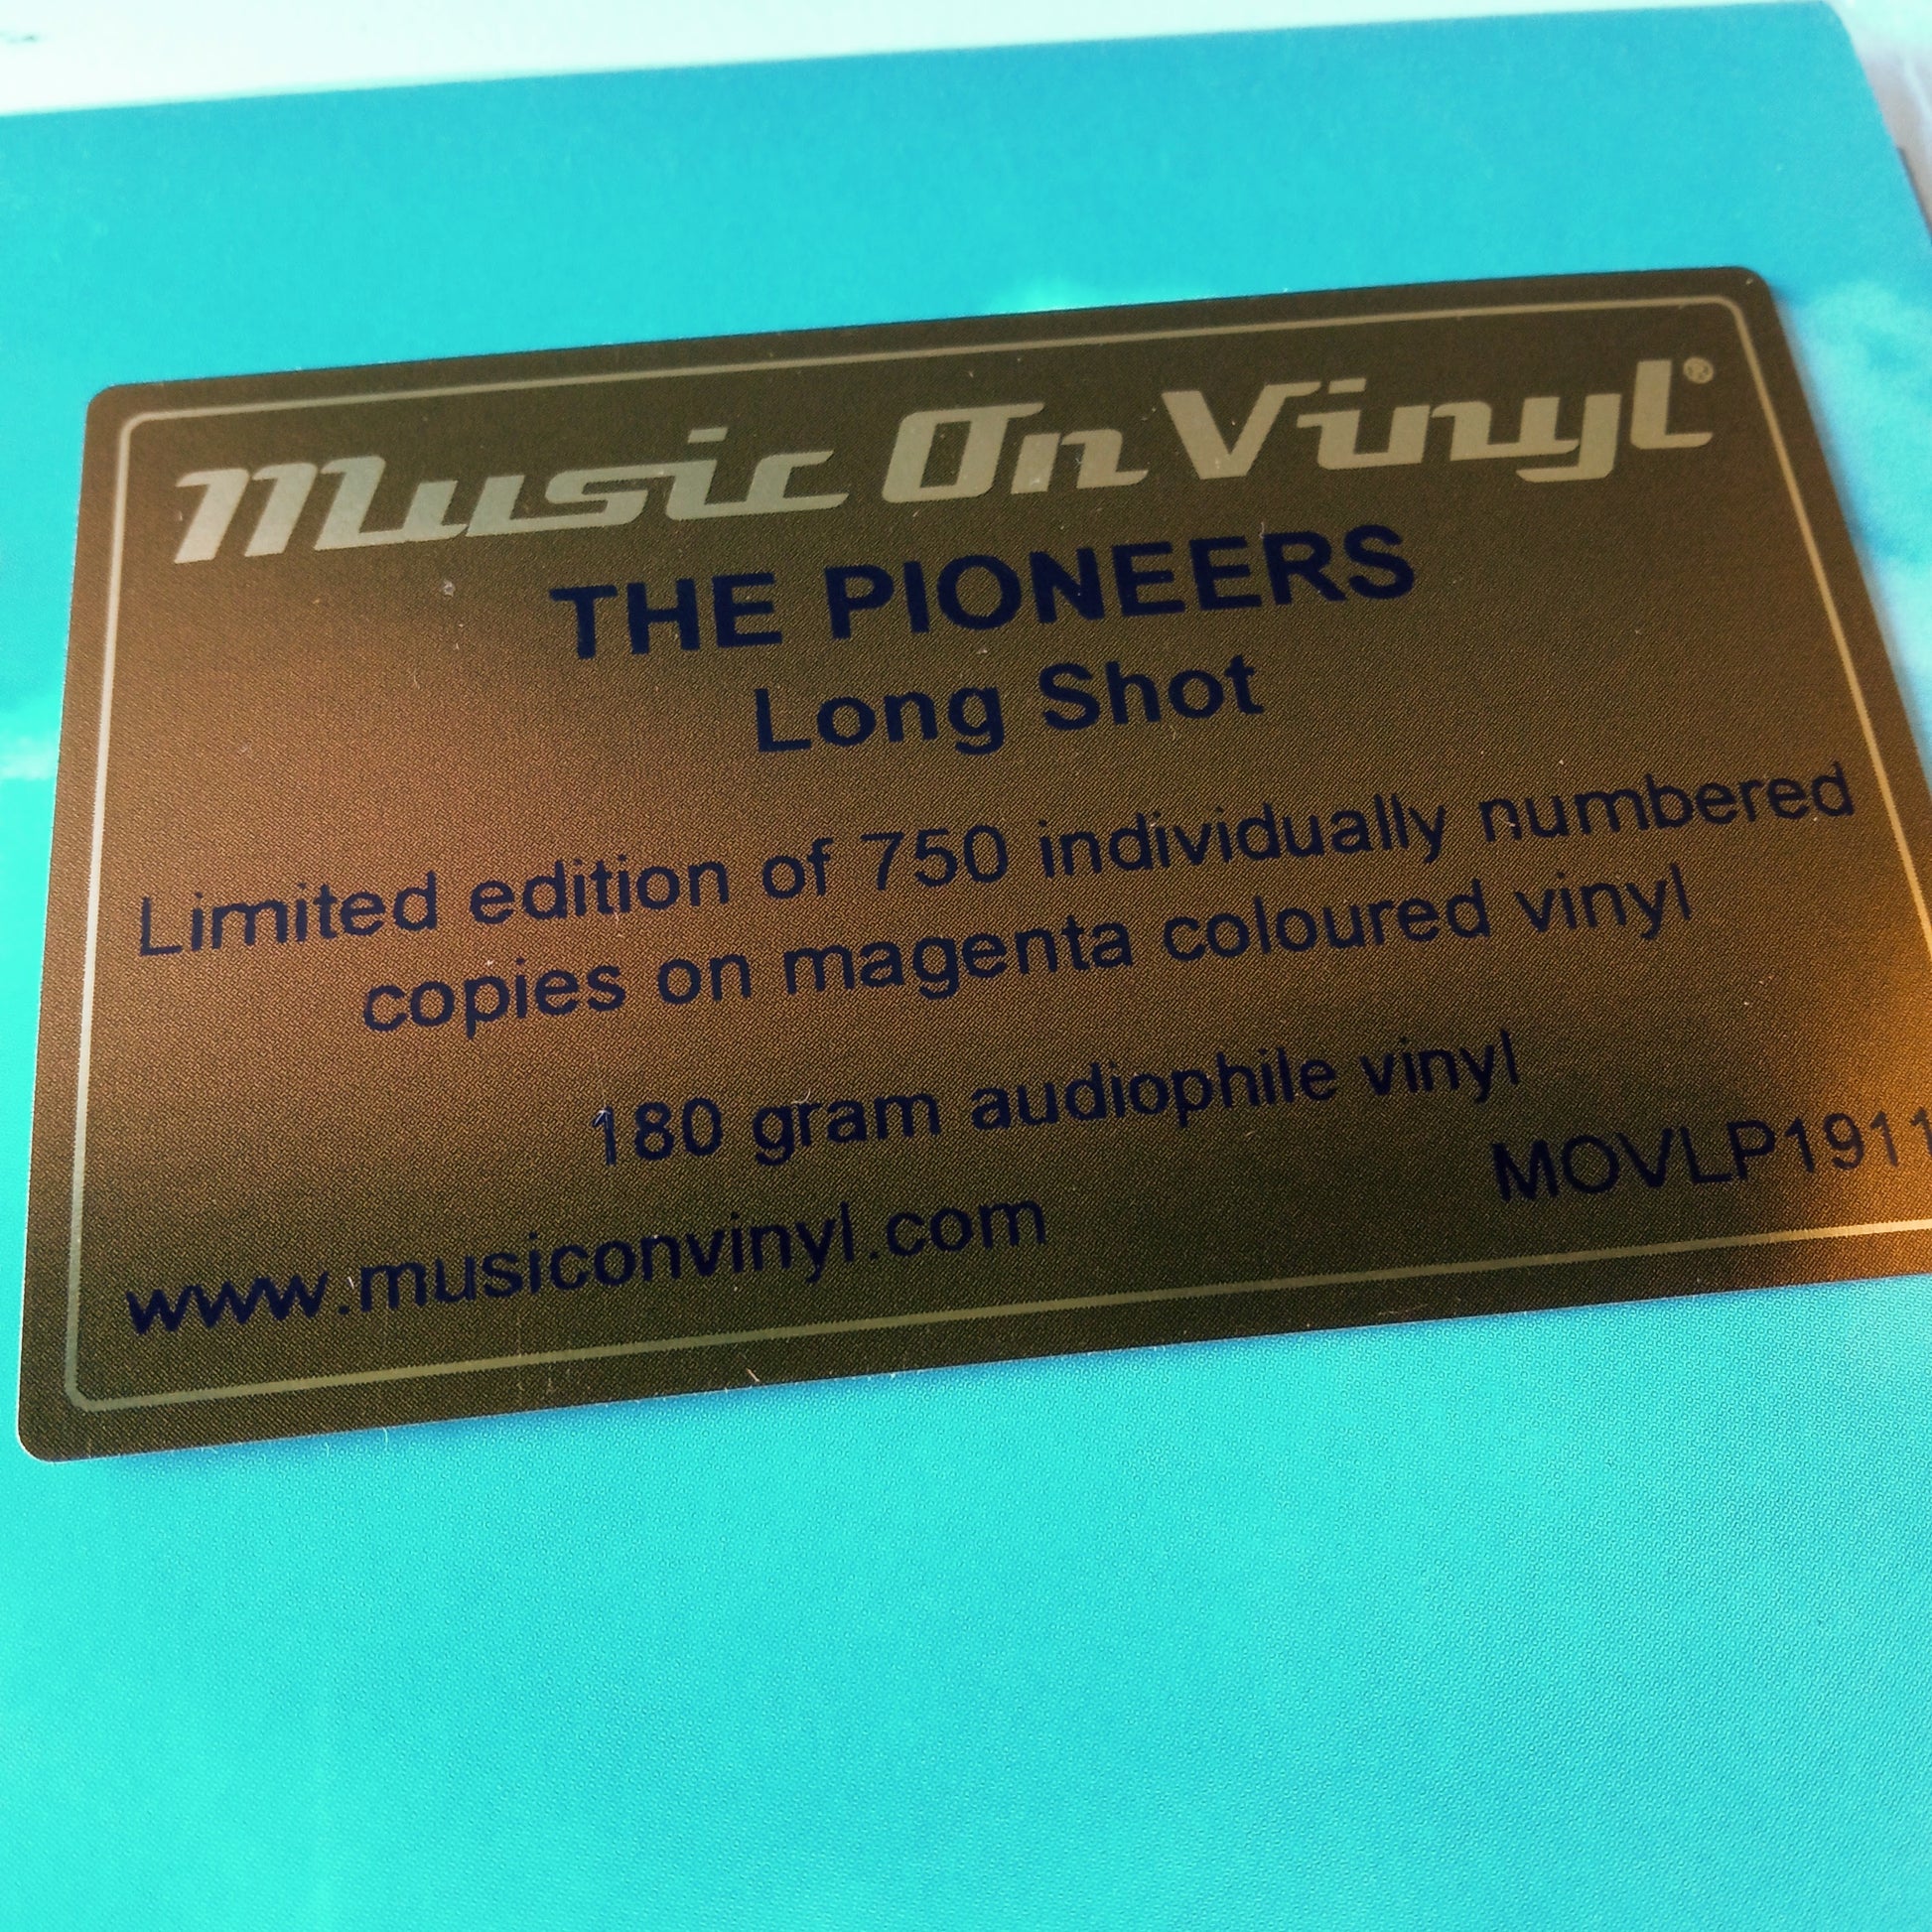 Music On Vinyl®
THE PIONEERS
Long Shot
Limited edition of 750 individually numbered
copies on magenta coloured vinyl
180 gram audiophile vinyl
www.musiconvinyl.com MOVLP1911